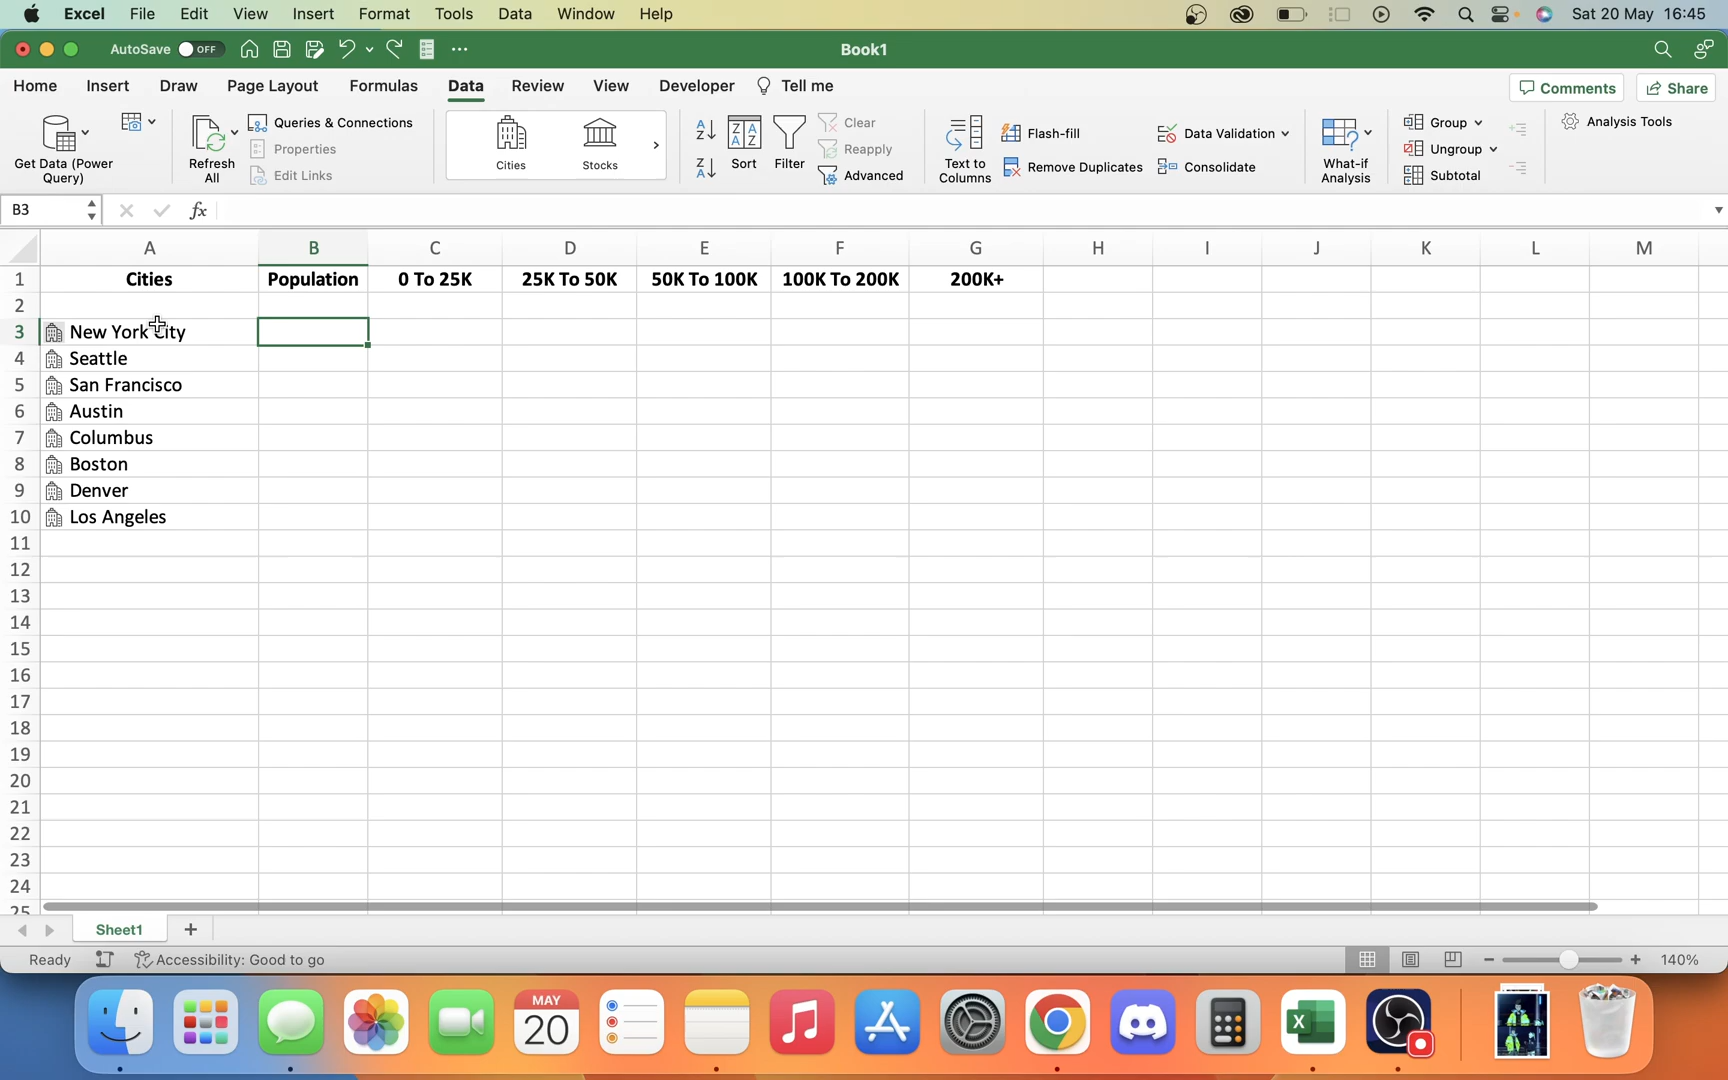 Excel File Edit View Insert Format Tools Data Window Help Sat 20 May 16:45
AutoSave OFF Book1
Home Insert Draw Page Layout Formulas Data Review View Developer Tell me Comments Share
Get Data (Power Query) Refresh All Queries & Connections Properties Edit Links Cities Stocks Sort Filter Clear Reapply Advanced Text to Columns Flash-fill Remove Duplicates Data Validation Consolidate What-if Analysis Group Ungroup Subtotal Analysis Tools
B3 fx
A B C D E F G H I J K L M
1 Cities Population 0 To 25K 25K To 50K 50K To 100K 100K To 200K 200K+
2
3 New York City
4 Seattle
5 San Francisco
6 Austin
7 Columbus
8 Boston
9 Denver
10 Los Angeles
11
12
13
14
15
16
17
18
19
20
21
22
23
24
25
Sheet1
Ready Accessibility: Good to go 140%
MAY
20